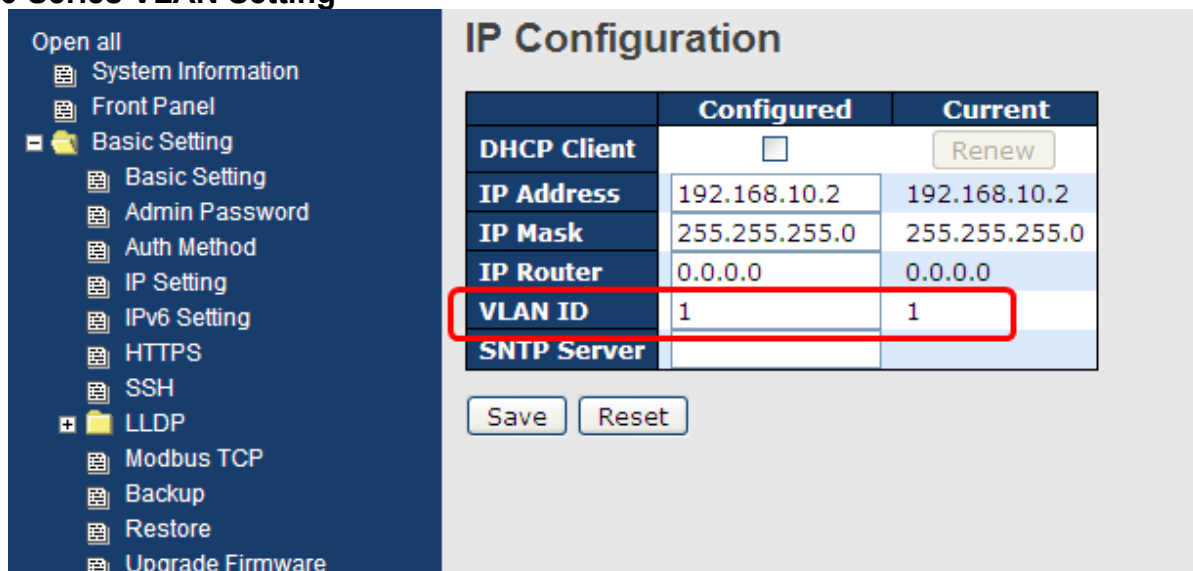 Series VLAN Setting
Open all
System Information
Front Panel
Basic Setting
Basic Setting
Admin Password
Auth Method
IP Setting
IPv6 Setting
HTTPS
SSH
LLDP
Modbus TCP
Backup
Restore
Upgrade Firmware
IP Configuration
Configured Current
DHCP Client Renew
IP Address 192.168.10.2 192.168.10.2
IP Mask 255.255.255.0 255.255.255.0
IP Router 0.0.0.0 0.0.0.0
VLAN ID 1 1
SNTP Server
Save Reset